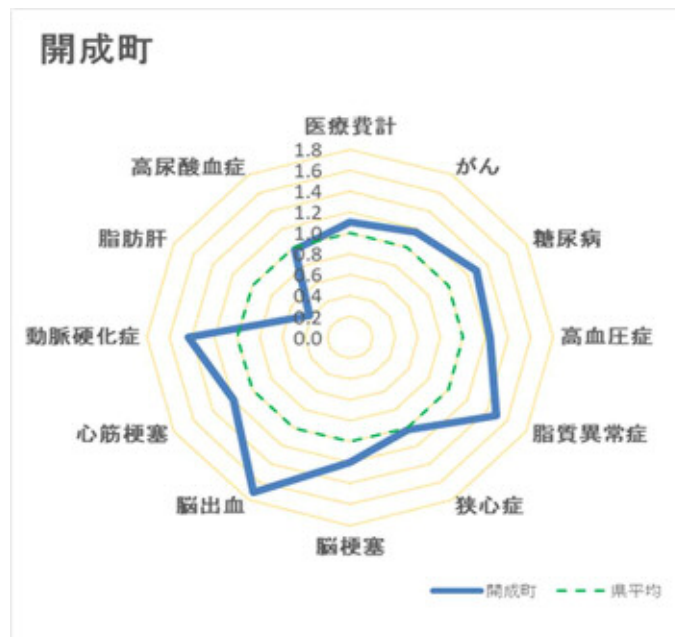 開成町
医療費計
がん
糖尿病
高血圧症
脂質異常症
狭心症
脳梗塞
脳出血
心筋梗塞
動脈硬化症
脂肪肝
高尿酸血症
1.8
1.6
1.4
1.2
1.0
0.8
0.6
0.4
0.2
0.0
開成町
県平均